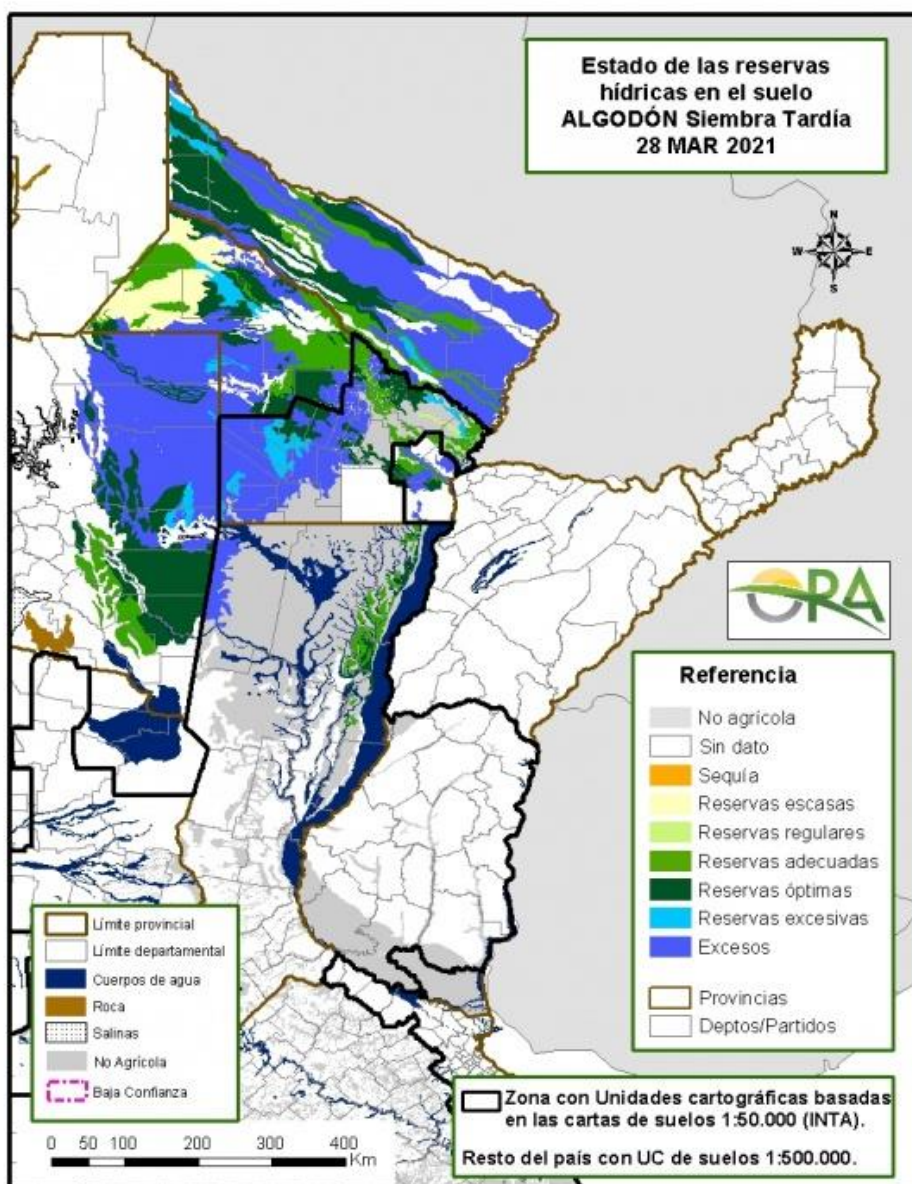 Estado de las reservas
hídricas en el suelo
ALGODÓN Siembra Tardía
28 MAR 2021
N
W
E
S
ORA
Referencia
No agrícola
Sin dato
Sequía
Reservas escasas
Reservas regulares
Reservas adecuadas
Reservas óptimas
Reservas excesivas
Excesos
Provincias
Deptos/Partidos
Límite provincial
Límite departamental
Cuerpos de agua
Roca
Salinas
No Agrícola
Baja Confianza
Zona con Unidades cartográficas basadas
en las cartas de suelos 1:50.000 (INTA).
Resto del país con UC de suelos 1:500.000.
0 50 100 200 300 400
Km